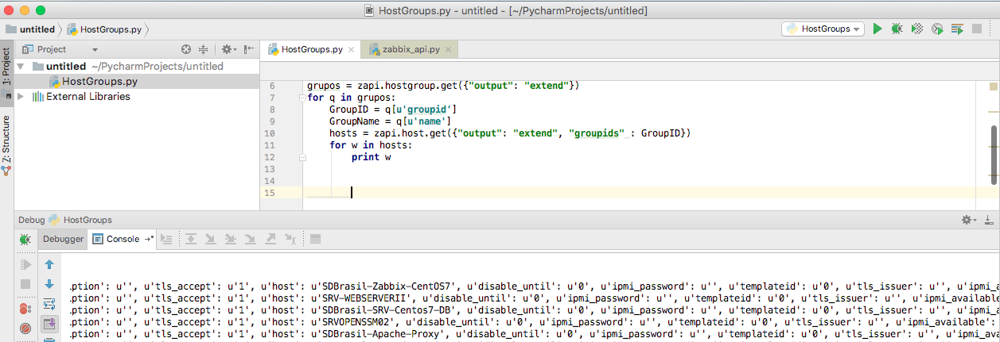 HostGroups.py - untitled - [~/PycharmProjects/untitled]
untitled HostGroups.py HostGroups
1: Project
Z: Structure
Project
untitled ~/PycharmProjects/untitled
HostGroups.py
External Libraries
HostGroups.py zabbix_api.py
6 grupos = zapi.hostgroup.get({"output": "extend"})
7 for q in grupos:
8 GroupID = q[u'groupid']
9 GroupName = q[u'name']
10 hosts = zapi.host.get({"output": "extend", "groupids" : GroupID})
11 for w in hosts:
12 print w
13
14
15
Debug HostGroups
Debugger Console
.ption': u'', u'tls_accept': u'1', u'host': u'SDBrasil-Zabbix-CentOS7', u'disable_until': u'0', u'ipmi_password': u'', u'templateid': u'0', u'tls_issuer': u'', u'ipmi_a
.ption': u'', u'tls_accept': u'1', u'host': u'SRV-WEBSERVERII', u'disable_until': u'0', u'ipmi_password': u'', u'templateid': u'0', u'tls_issuer': u'', u'ipmi_available
.ption': u'', u'tls_accept': u'1', u'host': u'SDBrasil-SRV-Centos7-DB', u'disable_until': u'0', u'ipmi_password': u'', u'templateid': u'0', u'tls_issuer': u'', u'ipmi_a
.ption': u'', u'tls_accept': u'1', u'host': u'SRVOPENSSM02', u'disable_until': u'0', u'ipmi_password': u'', u'templateid': u'0', u'tls_issuer': u'', u'ipmi_available':
.ption': u'', u'tls_accept': u'1', u'host': u'SDBrasil-Apache-Proxy', u'disable_until': u'0', u'ipmi_password': u'', u'templateid': u'0', u'tls_issuer': u'', u'ipmi_ava